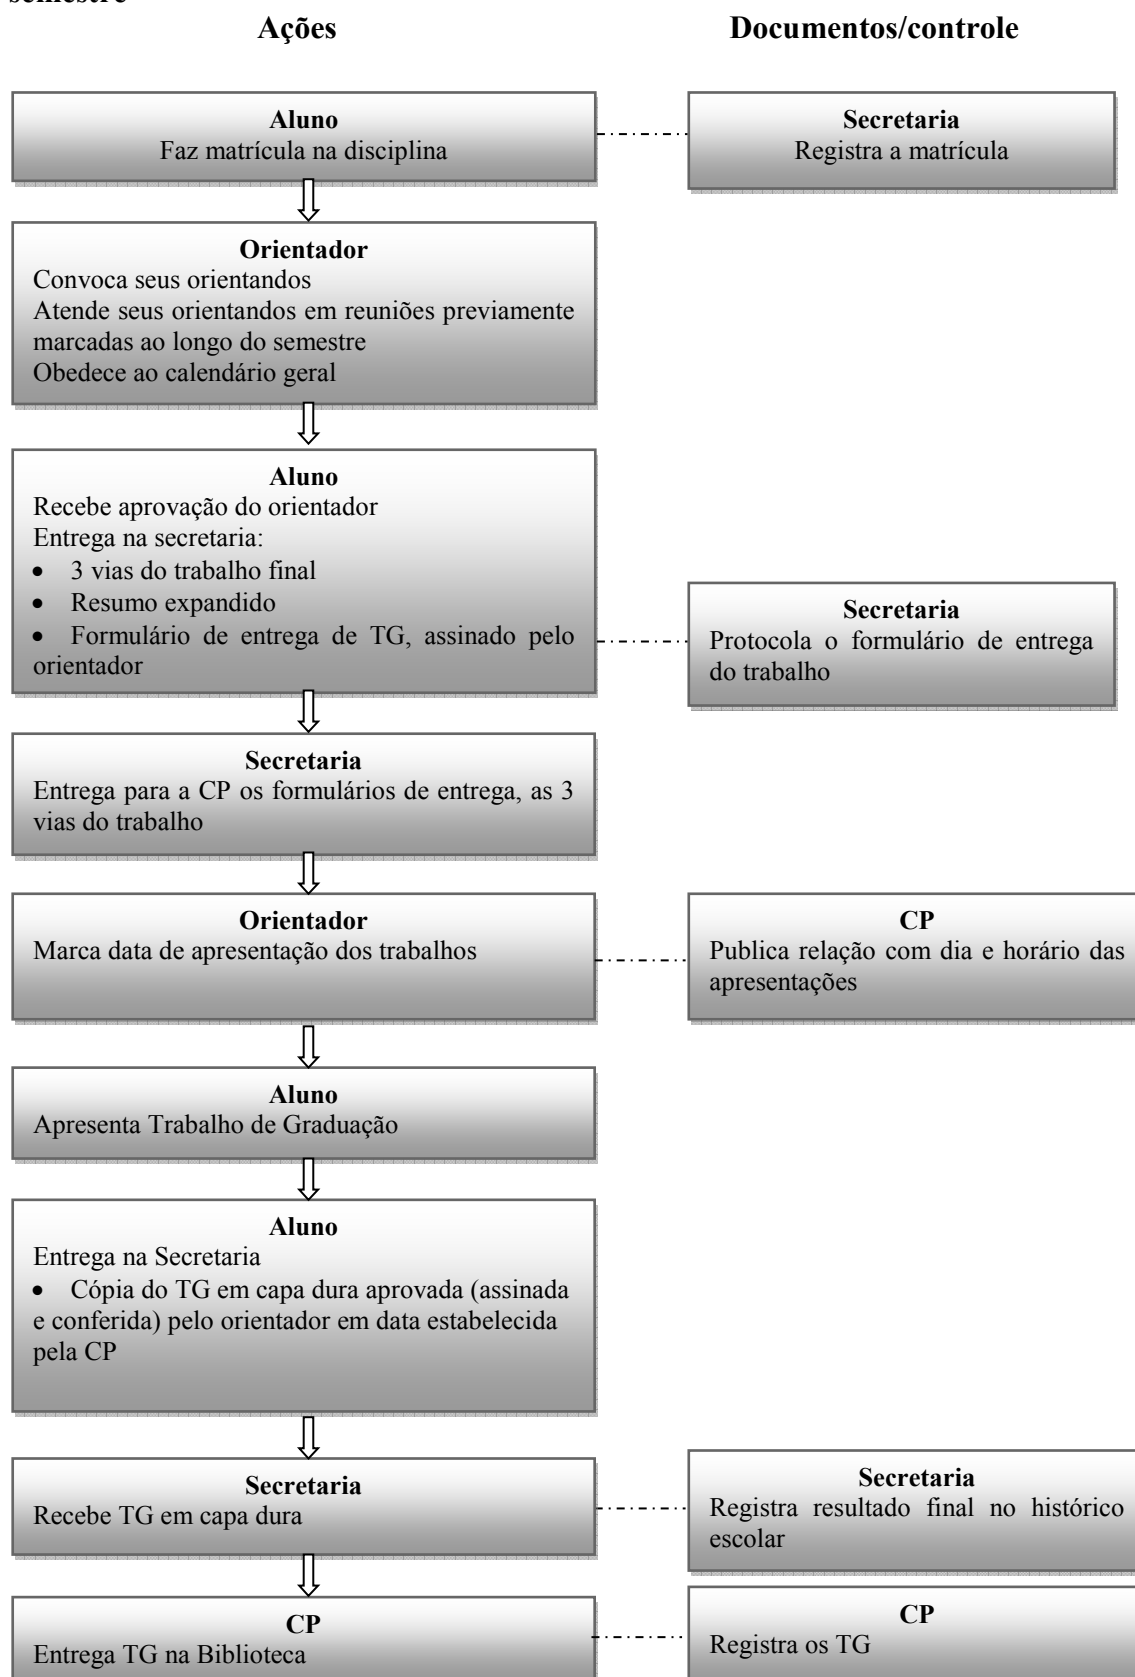 semestre
Ações
Documentos/controle
Aluno
Faz matrícula na disciplina
Secretaria
Registra a matrícula
Orientador
Convoca seus orientandos
Atende seus orientandos em reuniões previamente
marcadas ao longo do semestre
Obedece ao calendário geral
Aluno
Recebe aprovação do orientador
Entrega na secretaria:
• 3 vias do trabalho final
• Resumo expandido
• Formulário de entrega de TG, assinado pelo
orientador
Secretaria
Protocola o formulário de entrega
do trabalho
Secretaria
Entrega para a CP os formulários de entrega, as 3
vias do trabalho
Orientador
Marca data de apresentação dos trabalhos
CP
Publica relação com dia e horário das
apresentações
Aluno
Apresenta Trabalho de Graduação
Aluno
Entrega na Secretaria
• Cópia do TG em capa dura aprovada (assinada
e conferida) pelo orientador em data estabelecida
pela CP
Secretaria
Recebe TG em capa dura
Secretaria
Registra resultado final no histórico
escolar
CP
Entrega TG na Biblioteca
CP
Registra os TG